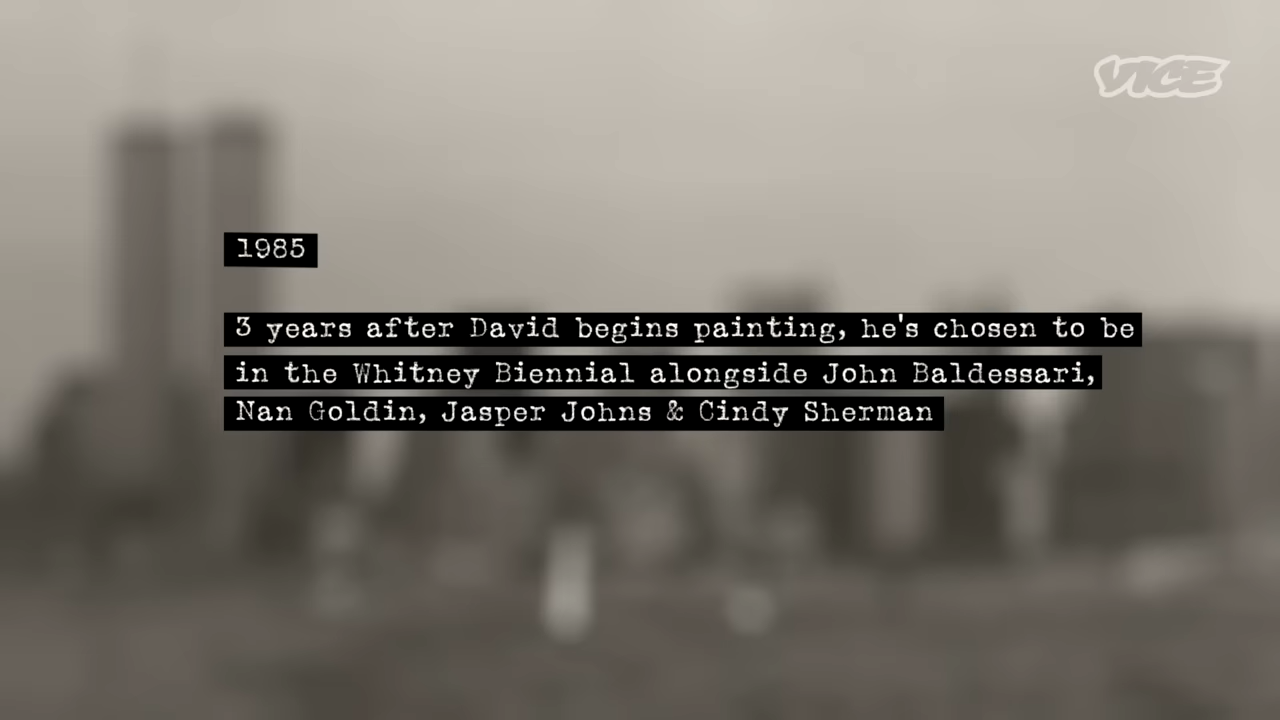 VICE
1985
3 years after David begins painting, he's chosen to be
in the Whitney Biennial alongside John Baldessari,
Nan Goldin, Jasper Johns & Cindy Sherman